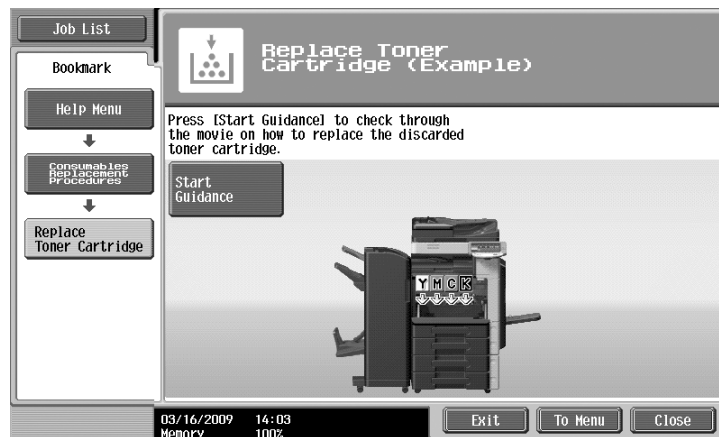 Job List
Bookmark
Help Menu
Consumables
Replacement
Procedures
Replace
Toner Cartridge
Replace Toner
Cartridge (Example)
Press [Start Guidance] to check through
the movie on how to replace the discarded
toner cartridge.
Start
Guidance
Y M C K
03/16/2009 14:03
Memory 100%
Exit
To Menu
Close